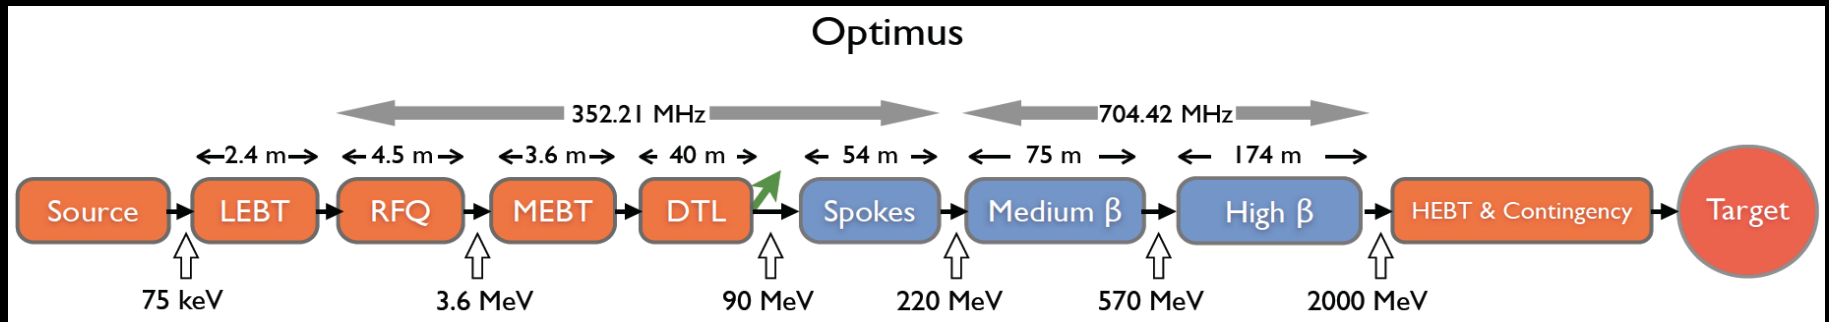 Optimus
352.21 MHz 704.42 MHz
2.4 m 4.5 m 3.6 m 40 m 54 m 75 m 174 m
Source LEBT RFQ MEBT DTL Spokes Medium β High β HEBT & Contingency Target
75 keV 3.6 MeV 90 MeV 220 MeV 570 MeV 2000 MeV